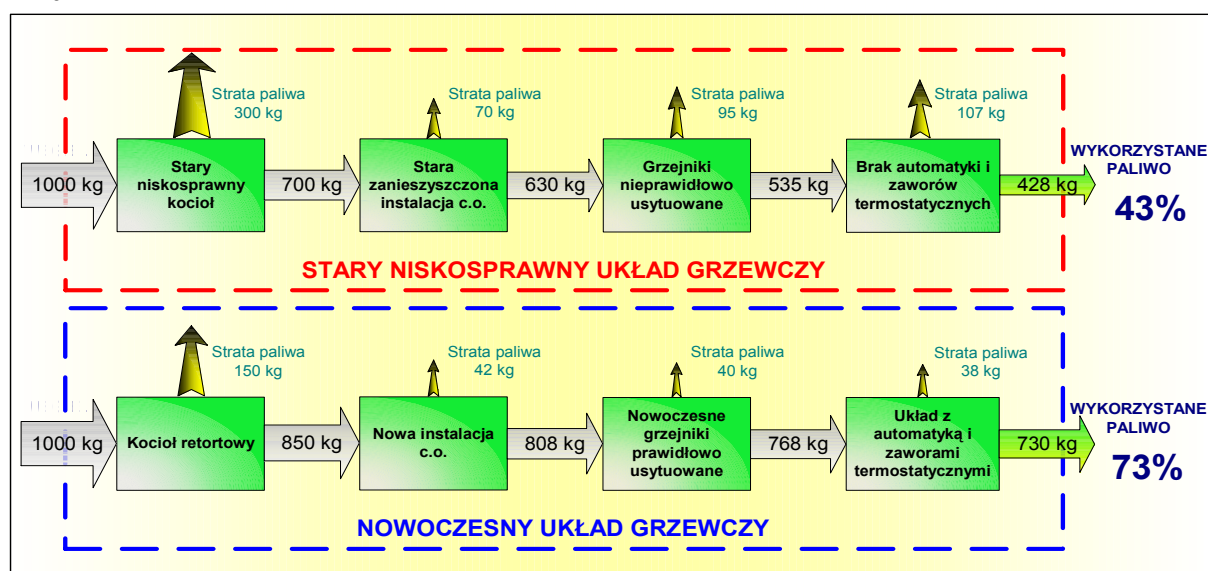 Strata paliwa
300 kg
Strata paliwa
70 kg
Strata paliwa
95 kg
Strata paliwa
107 kg
1000 kg
Stary
niskosprawny
kocioł
700 kg
Stara
zanieszyszczona
instalacja c.o.
630 kg
Grzejniki
nieprawidłowo
usytuowane
535 kg
Brak automatyki i
zaworów
termostatycznych
428 kg
WYKORZYSTANE
PALIWO
43%
STARY NISKOSPRAWNY UKŁAD GRZEWCZY
Strata paliwa
150 kg
Strata paliwa
42 kg
Strata paliwa
40 kg
Strata paliwa
38 kg
1000 kg
Kocioł retortowy
850 kg
Nowa instalacja
c.o.
808 kg
Nowoczesne
grzejniki
prawidłowo
usytuowane
768 kg
Układ z
automatyką i
zaworami
termostatycznymi
730 kg
WYKORZYSTANE
PALIWO
73%
NOWOCZESNY UKŁAD GRZEWCZY